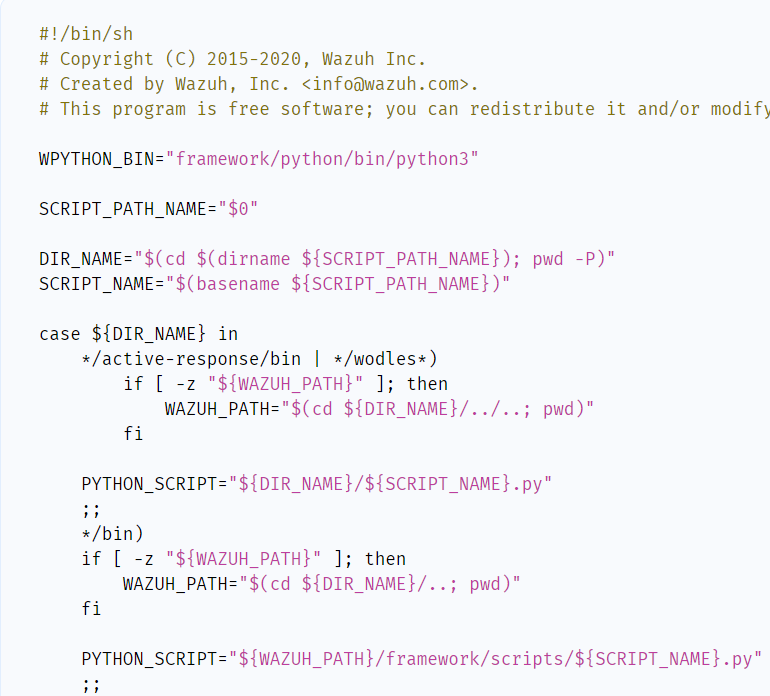 #!/bin/sh
# Copyright (C) 2015-2020, Wazuh Inc.
# Created by Wazuh, Inc. <info@wazuh.com>.
# This program is free software; you can redistribute it and/or modify
WPYTHON_BIN="framework/python/bin/python3"
SCRIPT_PATH_NAME="$0"
DIR_NAME="$(cd $(dirname ${SCRIPT_PATH_NAME}); pwd -P)"
SCRIPT_NAME="$(basename ${SCRIPT_PATH_NAME})"
case ${DIR_NAME} in
    */active-response/bin | */wodles*)
        if [ -z "${WAZUH_PATH}" ]; then
            WAZUH_PATH="$(cd ${DIR_NAME}/../..; pwd)"
        fi
    PYTHON_SCRIPT="${DIR_NAME}/${SCRIPT_NAME}.py"
    ;;
    */bin)
    if [ -z "${WAZUH_PATH}" ]; then
        WAZUH_PATH="$(cd ${DIR_NAME}/..; pwd)"
    fi
    PYTHON_SCRIPT="${WAZUH_PATH}/framework/scripts/${SCRIPT_NAME}.py"
    ;;